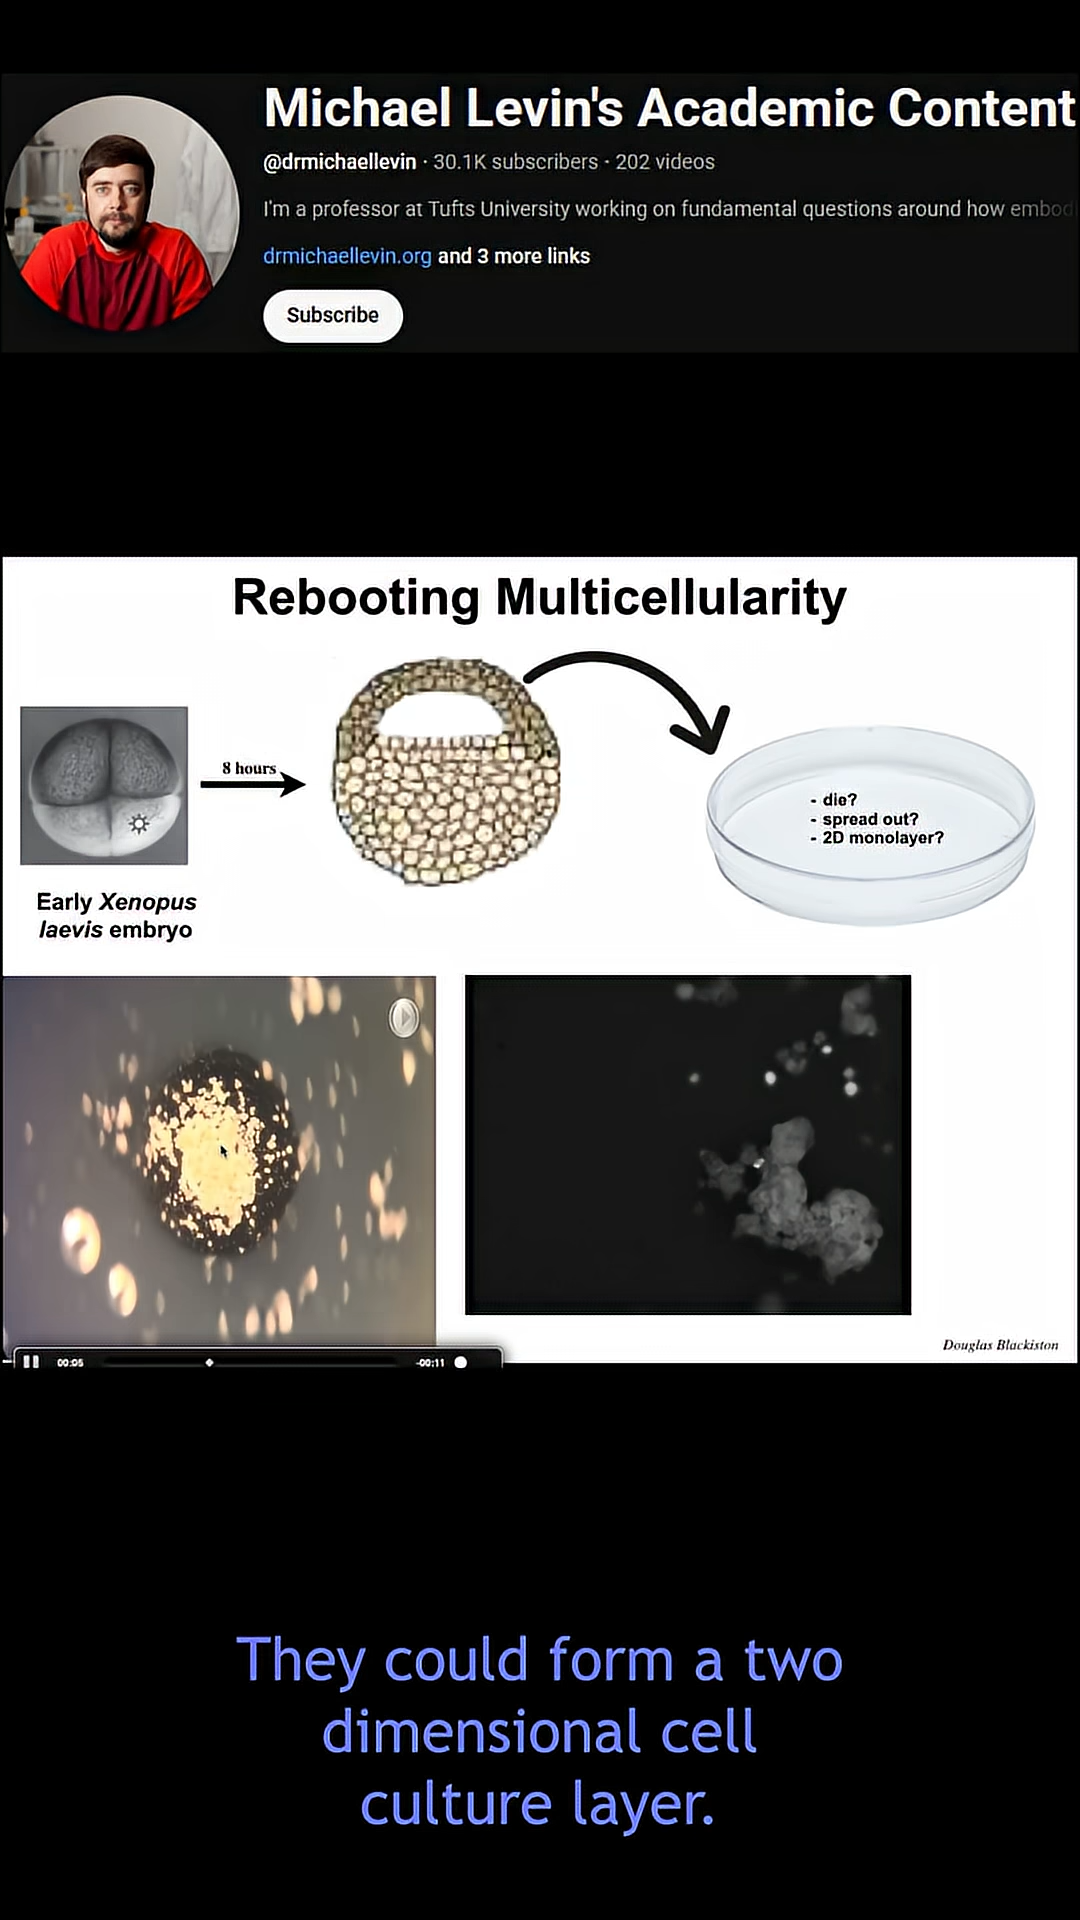 Michael Levin's Academic Content
@drmichaellevin · 30.1K subscribers · 202 videos
I'm a professor at Tufts University working on fundamental questions around how embod
drmichaellevin.org and 3 more links
Subscribe
Rebooting Multicellularity
8 hours
- die?
- spread out?
- 2D monolayer?
Early Xenopus
laevis embryo
Douglas Blackiston
00:05
-00:11
They could form a two
dimensional cell
culture layer.